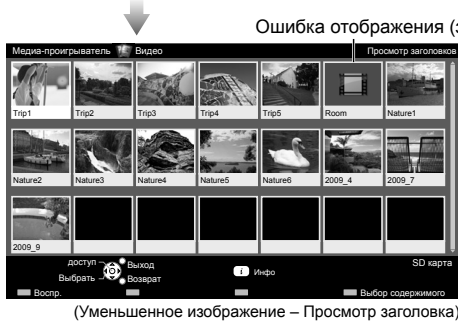 Ошибка отображения (з
Медиа-проигрыватель Видео Просмотр заголовков
Trip1 Trip2 Trip3 Trip4 Trip5 Room Nature1
Nature2 Nature3 Nature4 Nature5 Nature6 2009_4 2009_7
2009_9
доступ Выход SD карта
i Инфо
Выбрать Возврат
Воспр. Выбор содержимого
(Уменьшенное изображение – Просмотр заголовка)